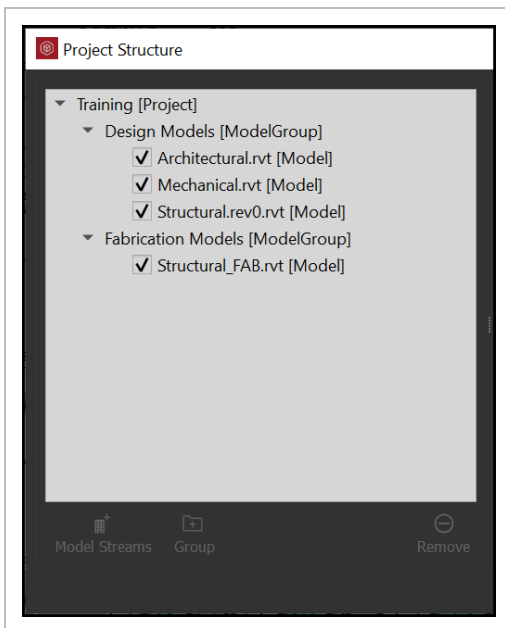 Project Structure
Training [Project]
Design Models [ModelGroup]
Architectural.rvt [Model]
Mechanical.rvt [Model]
Structural.rev0.rvt [Model]
Fabrication Models [ModelGroup]
Structural_FAB.rvt [Model]
Model Streams Group Remove